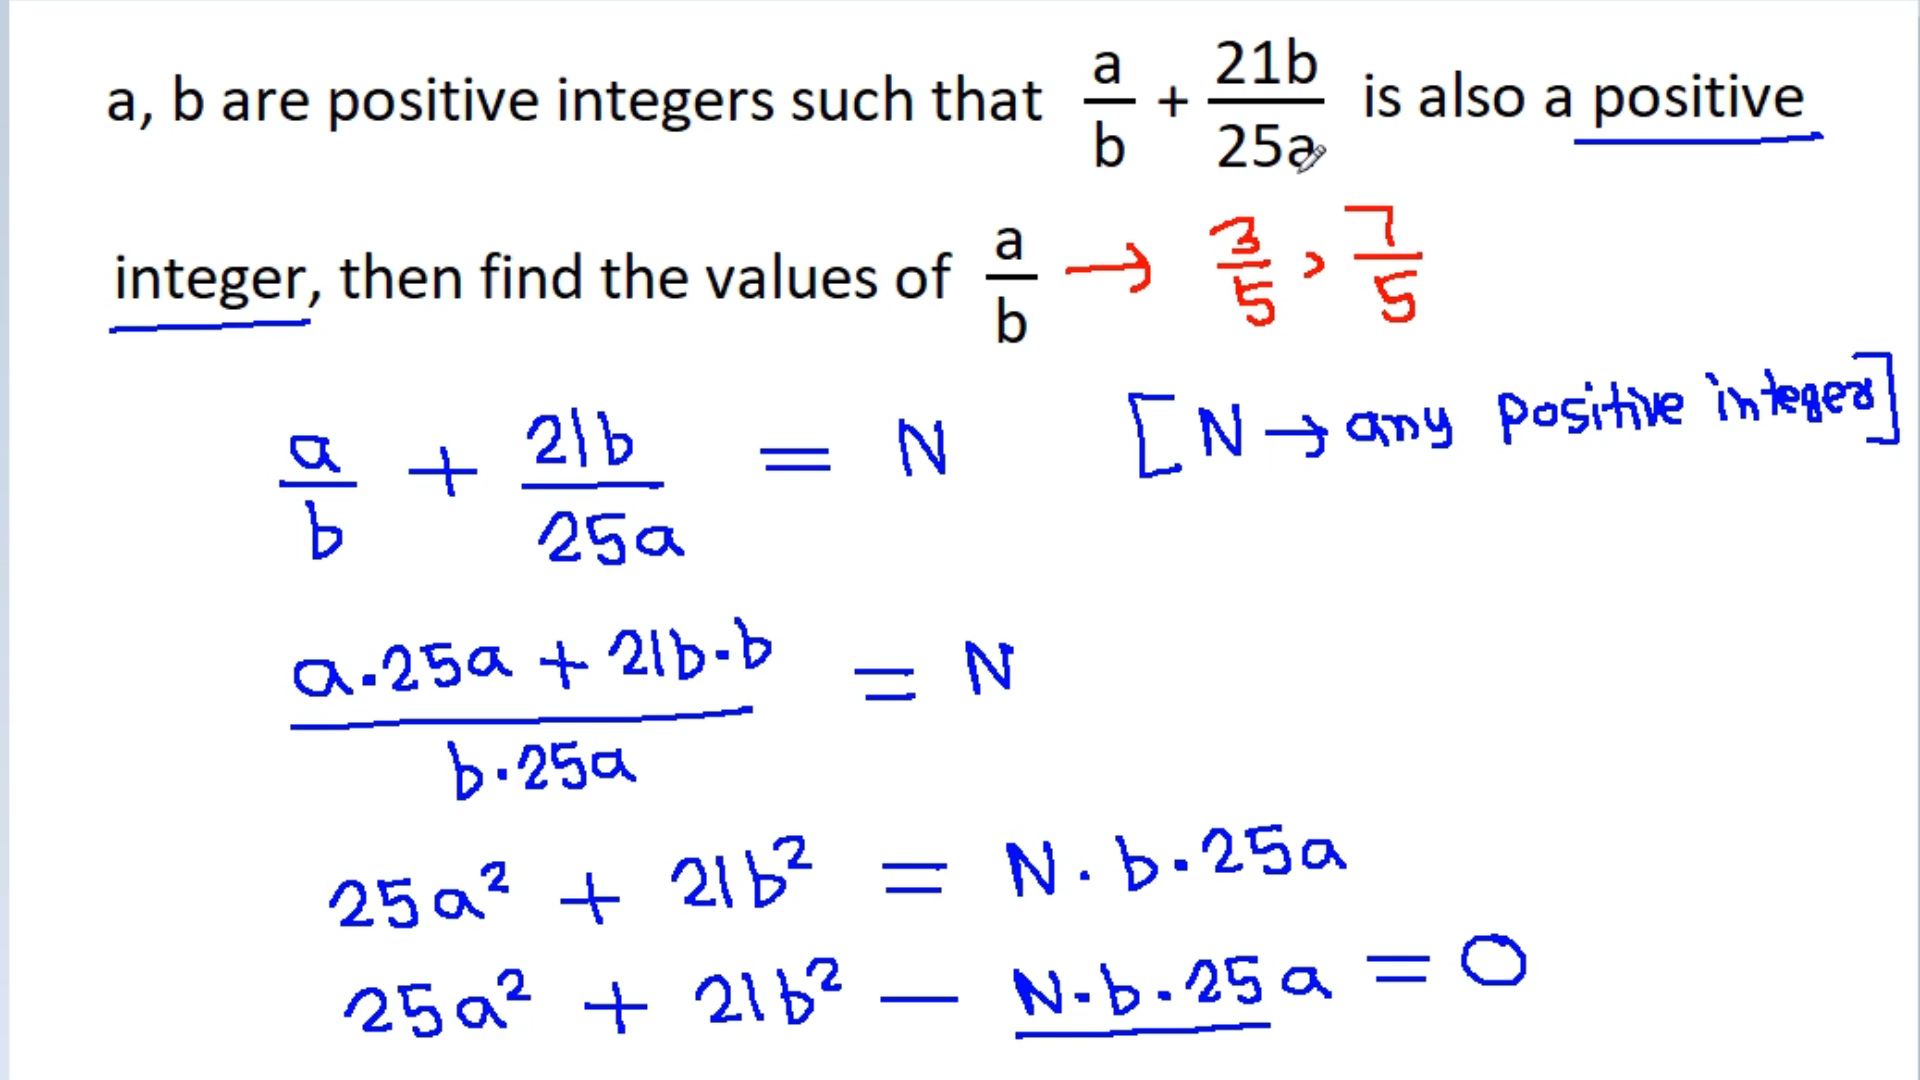 a, b are positive integers such that a/b + 21b/25a is also a positive
integer, then find the values of a/b → 3/5, 7/5
a/b + 21b/25a = N [N → any positive integer]
a·25a + 21b·b / b·25a = N
25a² + 21b² = N·b·25a
25a² + 21b² − N·b·25a = 0